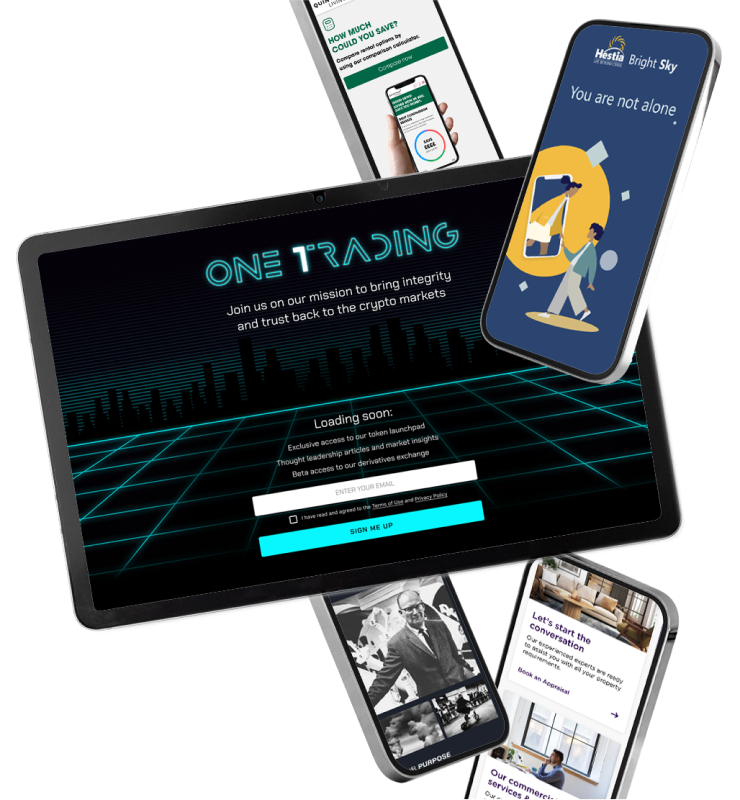 LIVING
HOW MUCH
COULD YOU SAVE?
Compare rental options by
using our comparison calculator.
Compare now
SAVE
££££
Hestia
Bright Sky
You are not alone.
ONE TRADING
Join us on our mission to bring integrity
and trust back to the crypto markets
Loading soon:
Exclusive access to our token launchpad
Thought leadership articles and market insights
Beta access to our derivatives exchange
ENTER YOUR EMAIL
I have read and agreed to the Terms of Use and Privacy Policy
SIGN ME UP
PURPOSE
Let's start the
conversation
Our experienced experts are ready
to assist you with all your property
requirements.
Book an Appraisal
Our commerc
services &